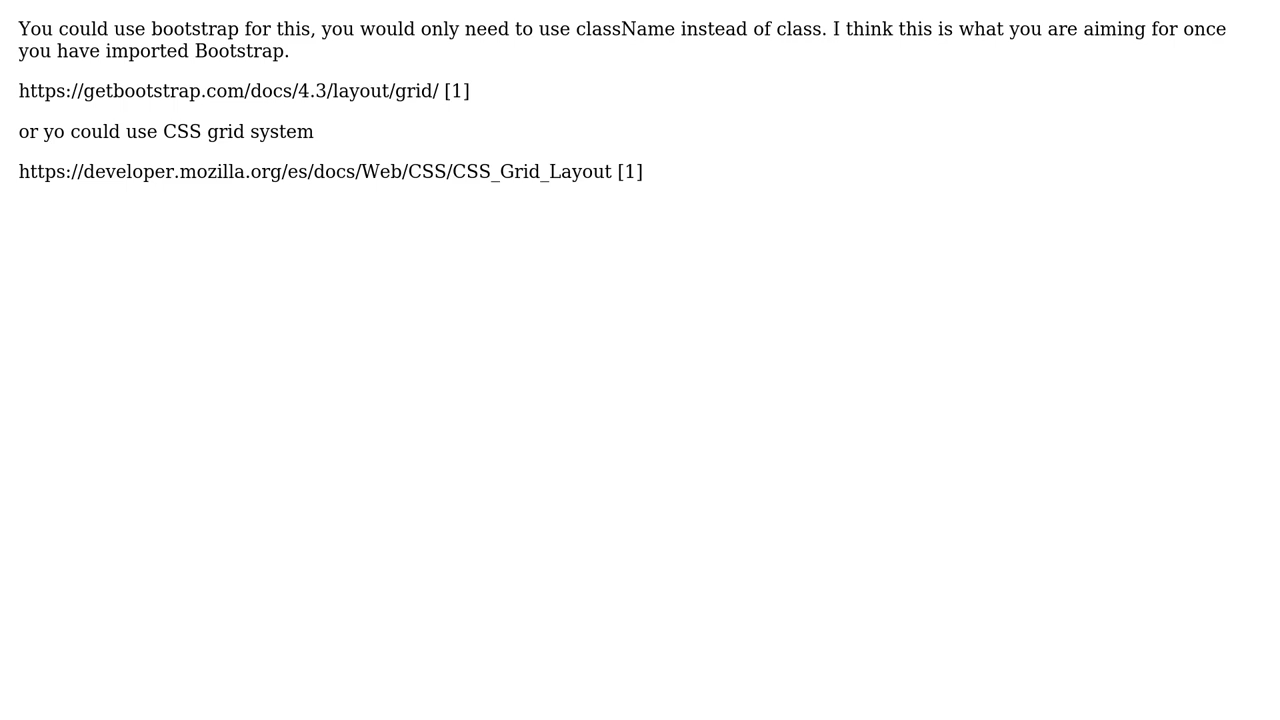 You could use bootstrap for this, you would only need to use className instead of class. I think this is what you are aiming for once
you have imported Bootstrap.
https://getbootstrap.com/docs/4.3/layout/grid/ [1]
or yo could use CSS grid system
https://developer.mozilla.org/es/docs/Web/CSS/CSS_Grid_Layout [1]